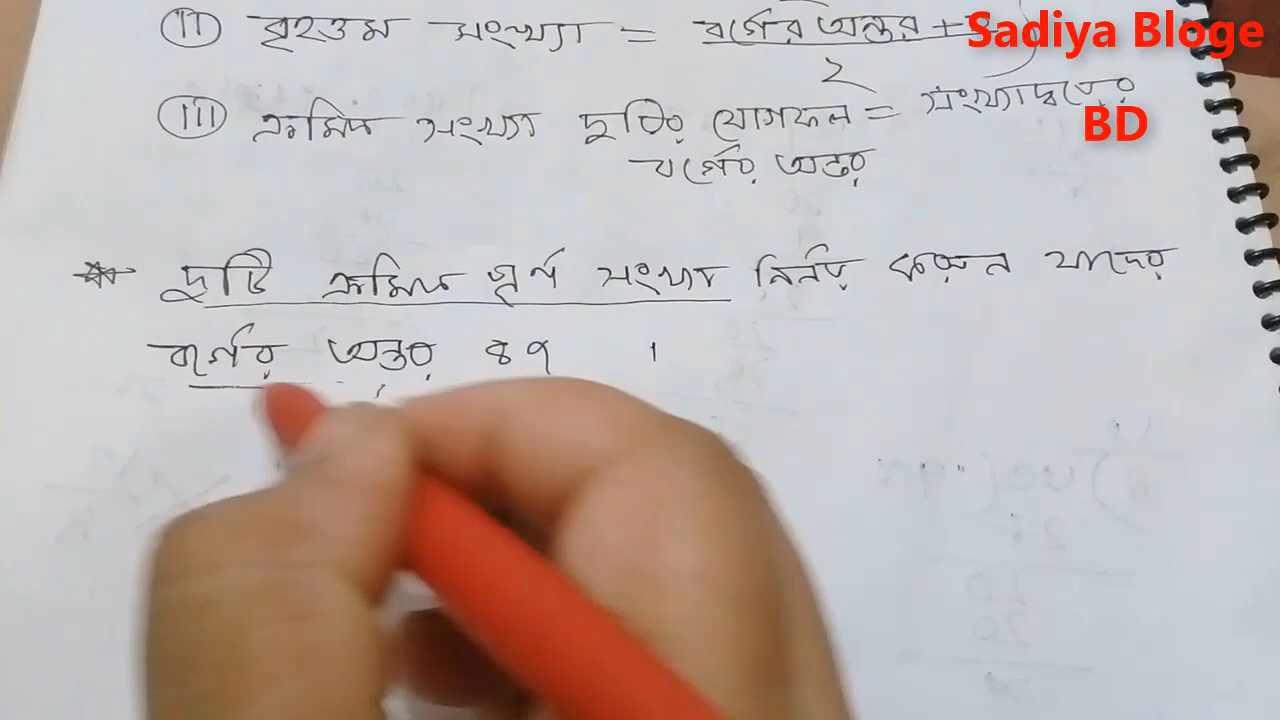 (II) বৃহত্তম সংখ্যা = বর্গের অন্তর + ১
২
Sadiya Bloge
BD
(III) ক্রমিক সংখ্যা দুটির যোগফল = সংখ্যাদ্বয়ের
বর্গের অন্তর
* দুটি ক্রমিক পূর্ণ সংখ্যা নির্ণয় করুন যাদের
বর্গের অন্তর ৪৭ ।